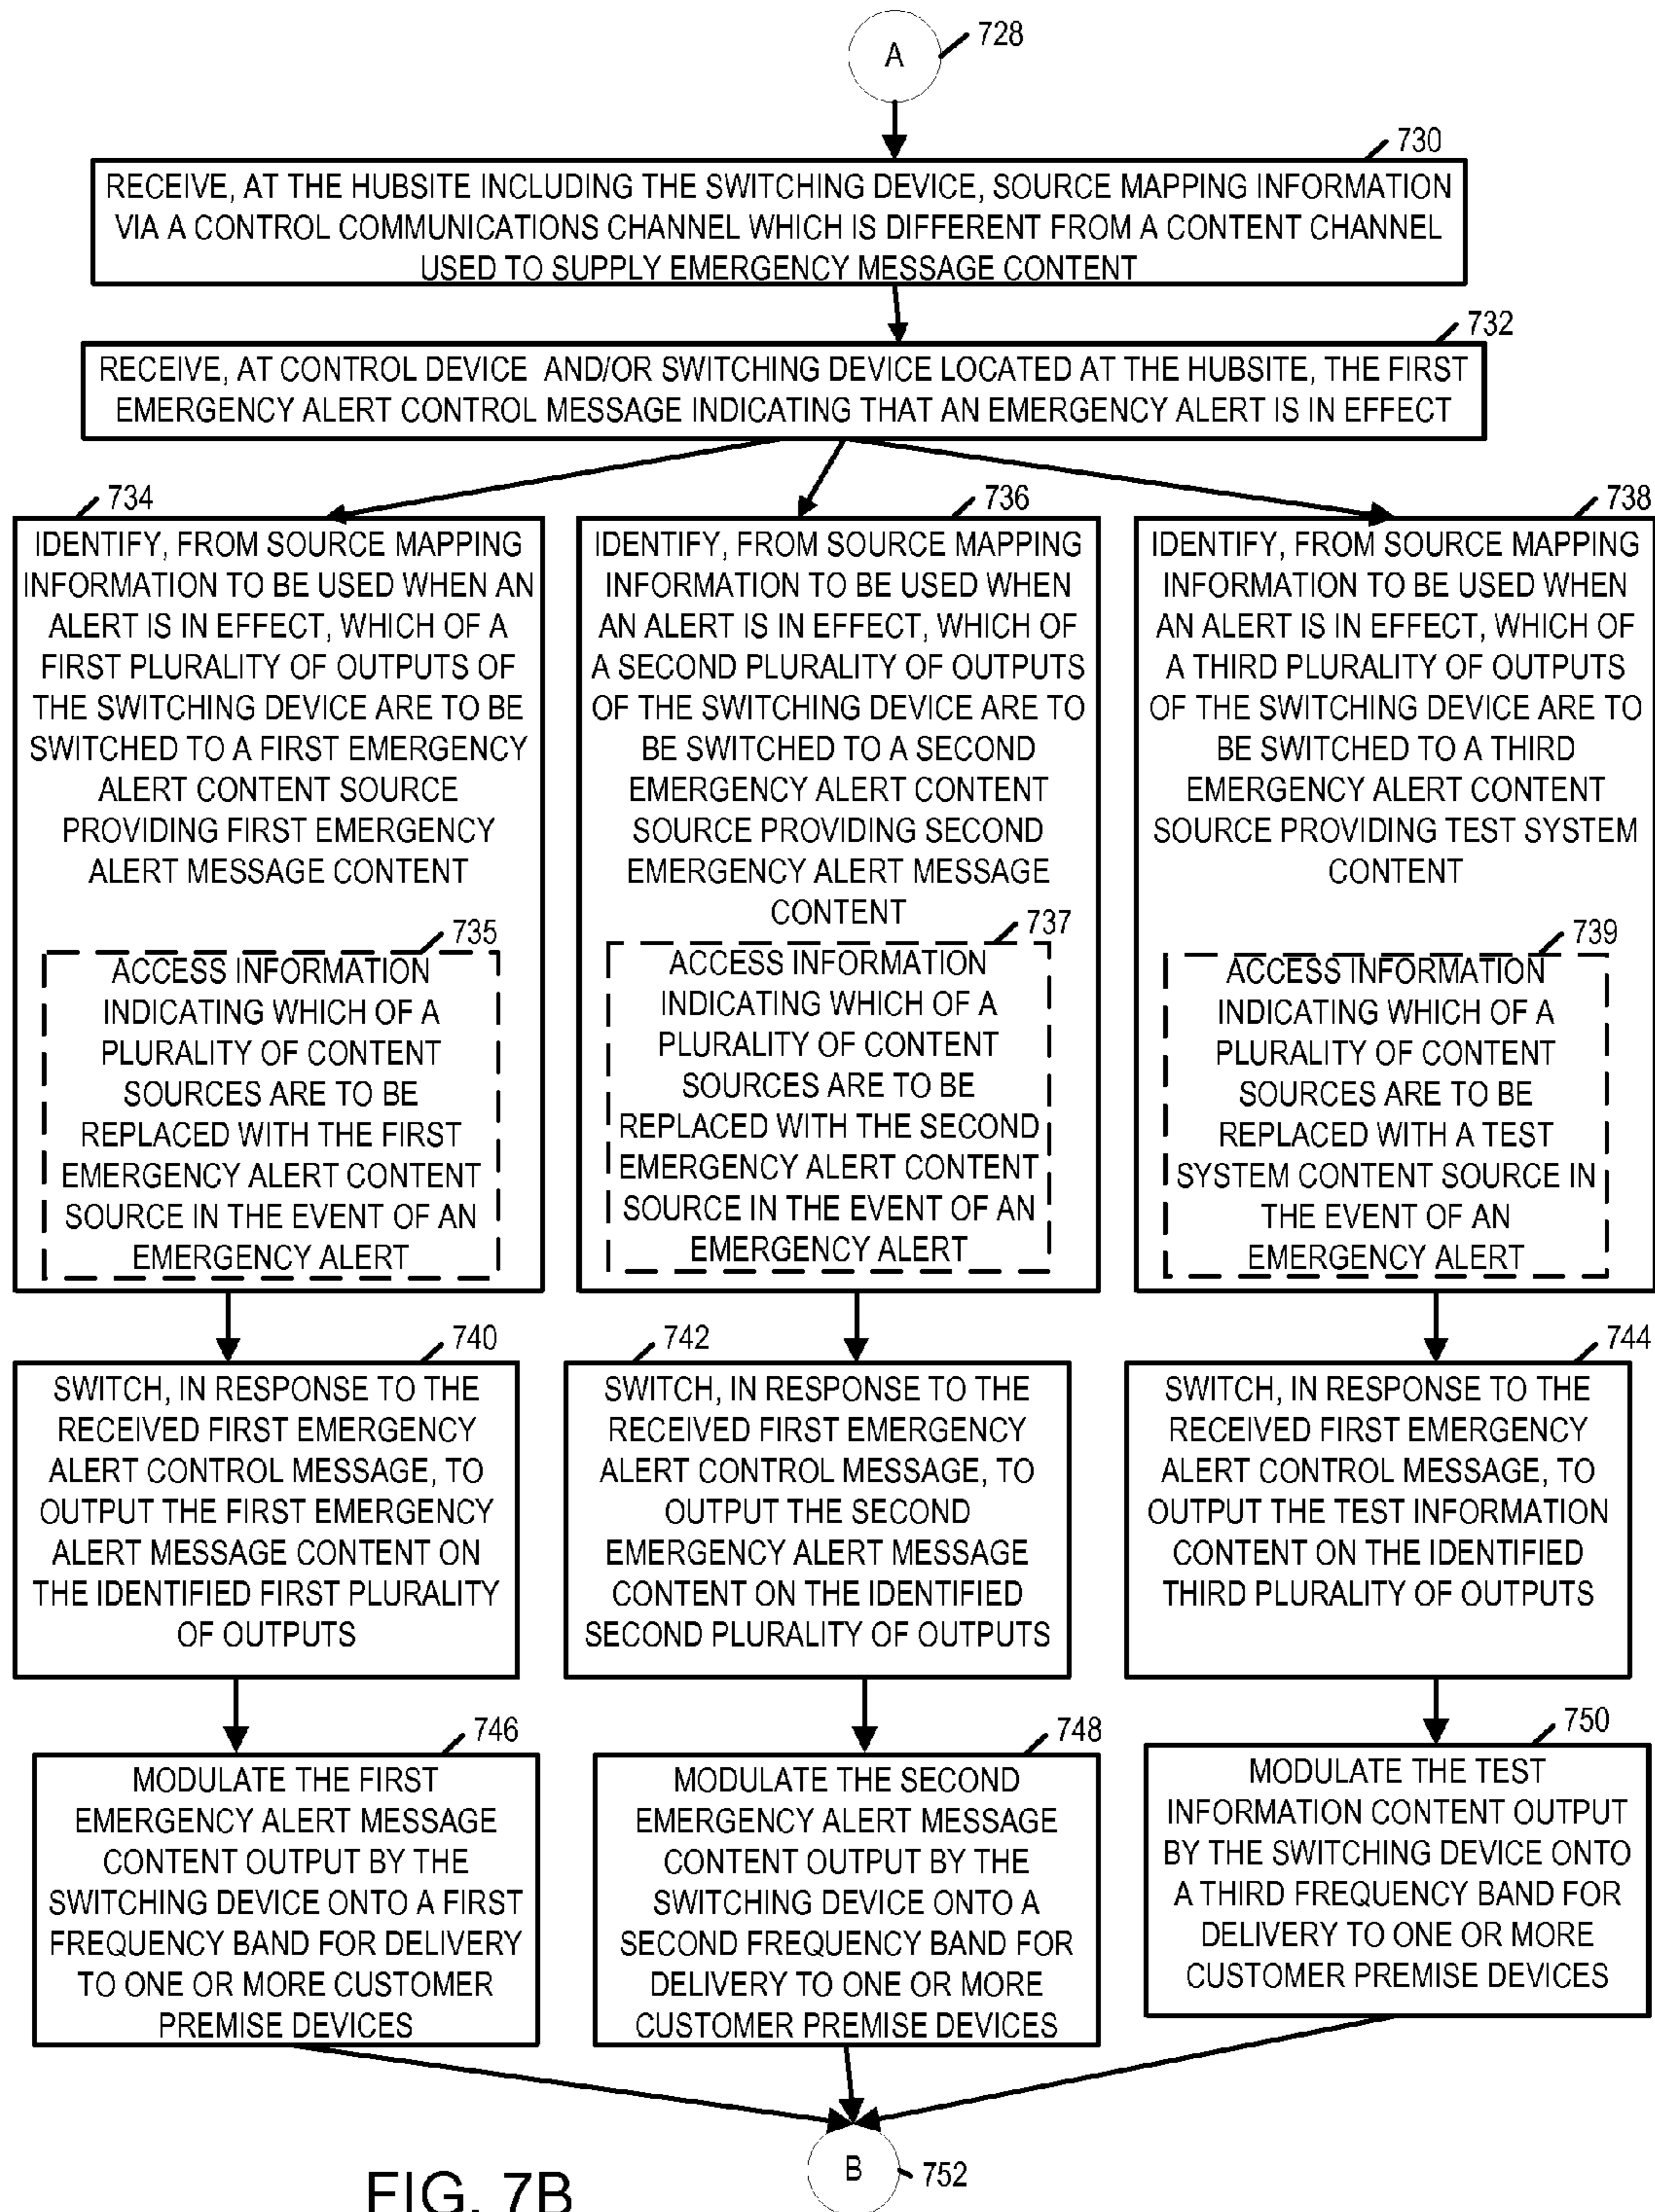 A
728
730
RECEIVE, AT THE HUBSITE INCLUDING THE SWITCHING DEVICE, SOURCE MAPPING INFORMATION
VIA A CONTROL COMMUNICATIONS CHANNEL WHICH IS DIFFERENT FROM A CONTENT CHANNEL
USED TO SUPPLY EMERGENCY MESSAGE CONTENT
732
RECEIVE, AT CONTROL DEVICE AND/OR SWITCHING DEVICE LOCATED AT THE HUBSITE, THE FIRST
EMERGENCY ALERT CONTROL MESSAGE INDICATING THAT AN EMERGENCY ALERT IS IN EFFECT
734
IDENTIFY, FROM SOURCE MAPPING
INFORMATION TO BE USED WHEN AN
ALERT IS IN EFFECT, WHICH OF A
FIRST PLURALITY OF OUTPUTS OF
THE SWITCHING DEVICE ARE TO BE
SWITCHED TO A FIRST EMERGENCY
ALERT CONTENT SOURCE
PROVIDING FIRST EMERGENCY
ALERT MESSAGE CONTENT
735
ACCESS INFORMATION
INDICATING WHICH OF A
PLURALITY OF CONTENT
SOURCES ARE TO BE
REPLACED WITH THE FIRST
EMERGENCY ALERT CONTENT
SOURCE IN THE EVENT OF AN
EMERGENCY ALERT
736
IDENTIFY, FROM SOURCE MAPPING
INFORMATION TO BE USED WHEN
AN ALERT IS IN EFFECT, WHICH OF
A SECOND PLURALITY OF OUTPUTS
OF THE SWITCHING DEVICE ARE TO
BE SWITCHED TO A SECOND
EMERGENCY ALERT CONTENT
SOURCE PROVIDING SECOND
EMERGENCY ALERT MESSAGE
CONTENT
737
ACCESS INFORMATION
INDICATING WHICH OF A
PLURALITY OF CONTENT
SOURCES ARE TO BE
REPLACED WITH THE SECOND
EMERGENCY ALERT CONTENT
SOURCE IN THE EVENT OF AN
EMERGENCY ALERT
738
IDENTIFY, FROM SOURCE MAPPING
INFORMATION TO BE USED WHEN
AN ALERT IS IN EFFECT, WHICH OF
A THIRD PLURALITY OF OUTPUTS
OF THE SWITCHING DEVICE ARE TO
BE SWITCHED TO A THIRD
EMERGENCY ALERT CONTENT
SOURCE PROVIDING TEST SYSTEM
CONTENT
739
ACCESS INFORMATION
INDICATING WHICH OF A
PLURALITY OF CONTENT
SOURCES ARE TO BE
REPLACED WITH A TEST
SYSTEM CONTENT SOURCE IN
THE EVENT OF AN
EMERGENCY ALERT
740
SWITCH, IN RESPONSE TO THE
RECEIVED FIRST EMERGENCY
ALERT CONTROL MESSAGE, TO
OUTPUT THE FIRST EMERGENCY
ALERT MESSAGE CONTENT ON
THE IDENTIFIED FIRST PLURALITY
OF OUTPUTS
742
SWITCH, IN RESPONSE TO THE
RECEIVED FIRST EMERGENCY
ALERT CONTROL MESSAGE, TO
OUTPUT THE SECOND
EMERGENCY ALERT MESSAGE
CONTENT ON THE IDENTIFIED
SECOND PLURALITY OF OUTPUTS
744
SWITCH, IN RESPONSE TO THE
RECEIVED FIRST EMERGENCY
ALERT CONTROL MESSAGE, TO
OUTPUT THE TEST INFORMATION
CONTENT ON THE IDENTIFIED
THIRD PLURALITY OF OUTPUTS
746
MODULATE THE FIRST
EMERGENCY ALERT MESSAGE
CONTENT OUTPUT BY THE
SWITCHING DEVICE ONTO A FIRST
FREQUENCY BAND FOR DELIVERY
TO ONE OR MORE CUSTOMER
PREMISE DEVICES
748
MODULATE THE SECOND
EMERGENCY ALERT MESSAGE
CONTENT OUTPUT BY THE
SWITCHING DEVICE ONTO A
SECOND FREQUENCY BAND FOR
DELIVERY TO ONE OR MORE
CUSTOMER PREMISE DEVICES
750
MODULATE THE TEST
INFORMATION CONTENT OUTPUT
BY THE SWITCHING DEVICE ONTO
A THIRD FREQUENCY BAND FOR
DELIVERY TO ONE OR MORE
CUSTOMER PREMISE DEVICES
B
752
FIG. 7B